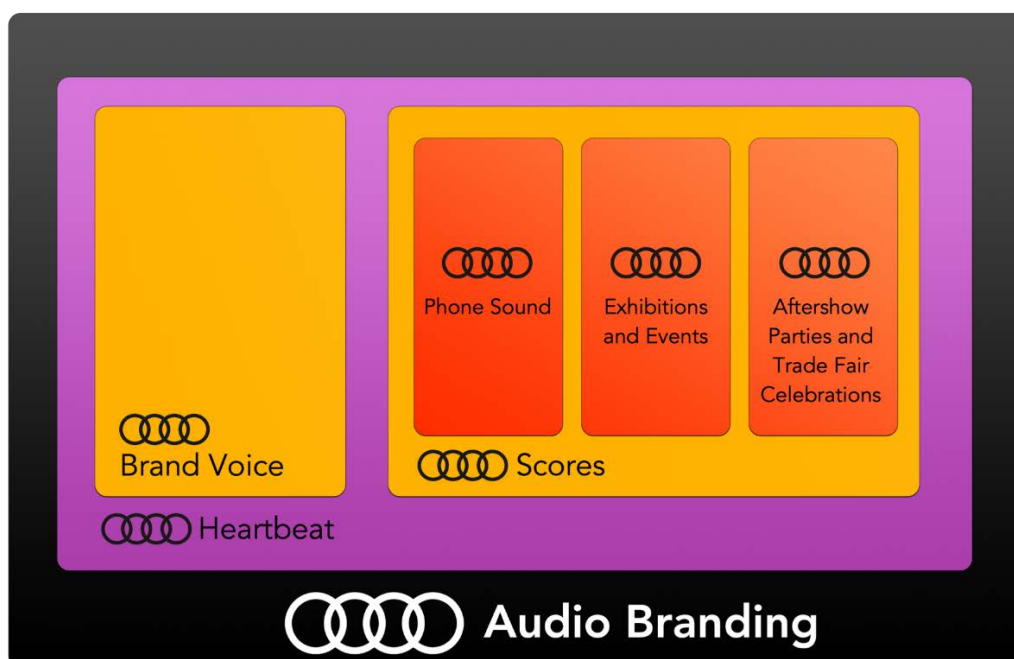 Phone Sound
Exhibitions
and Events
Aftershow
Parties and
Trade Fair
Celebrations
Brand Voice
Scores
Heartbeat
Audio Branding